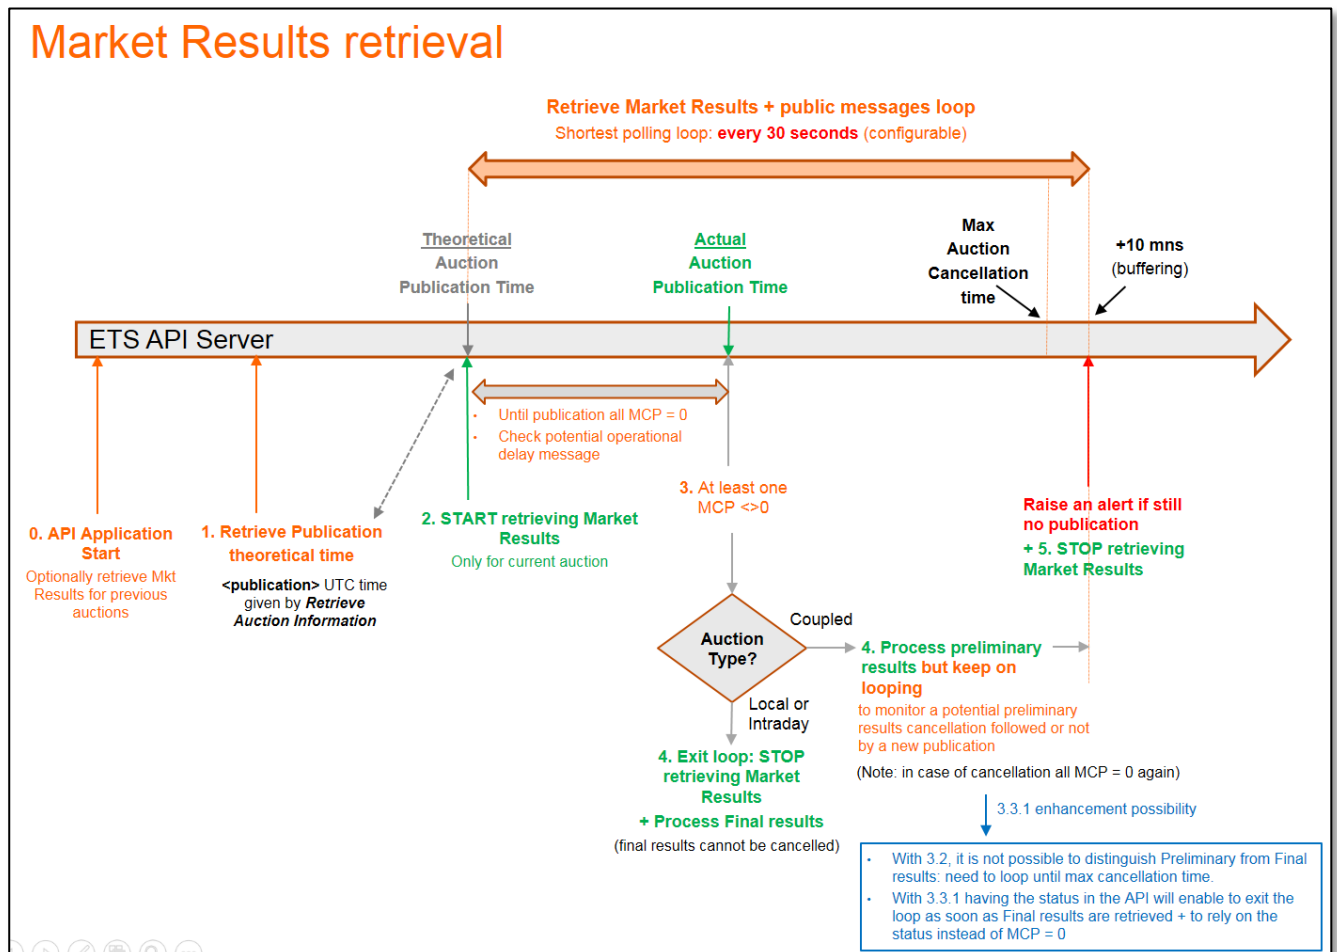 Market Results retrieval
Retrieve Market Results + public messages loop
Shortest polling loop: every 30 seconds (configurable)
Theoretical
Auction
Publication Time
Actual
Auction
Publication Time
Max
Auction
Cancellation
time
+10 mns
(buffering)
ETS API Server
• Until publication all MCP = 0
• Check potential operational
delay message
0. API Application
Start
Optionally retrieve Mkt
Results for previous
auctions
1. Retrieve Publication
theoretical time
<publication> UTC time
given by Retrieve
Auction Information
2. START retrieving Market
Results
Only for current auction
3. At least one
MCP <>0
Raise an alert if still
no publication
+ 5. STOP retrieving
Market Results
Auction
Type?
Coupled
Local or
Intraday
4. Process preliminary
results but keep on
looping
to monitor a potential preliminary
results cancellation followed or not
by a new publication
(Note: in case of cancellation all MCP = 0 again)
4. Exit loop: STOP
retrieving Market
Results
+ Process Final results
(final results cannot be cancelled)
3.3.1 enhancement possibility
• With 3.2, it is not possible to distinguish Preliminary from Final
results: need to loop until max cancellation time.
• With 3.3.1 having the status in the API will enable to exit the
loop as soon as Final results are retrieved + to rely on the
status instead of MCP = 0